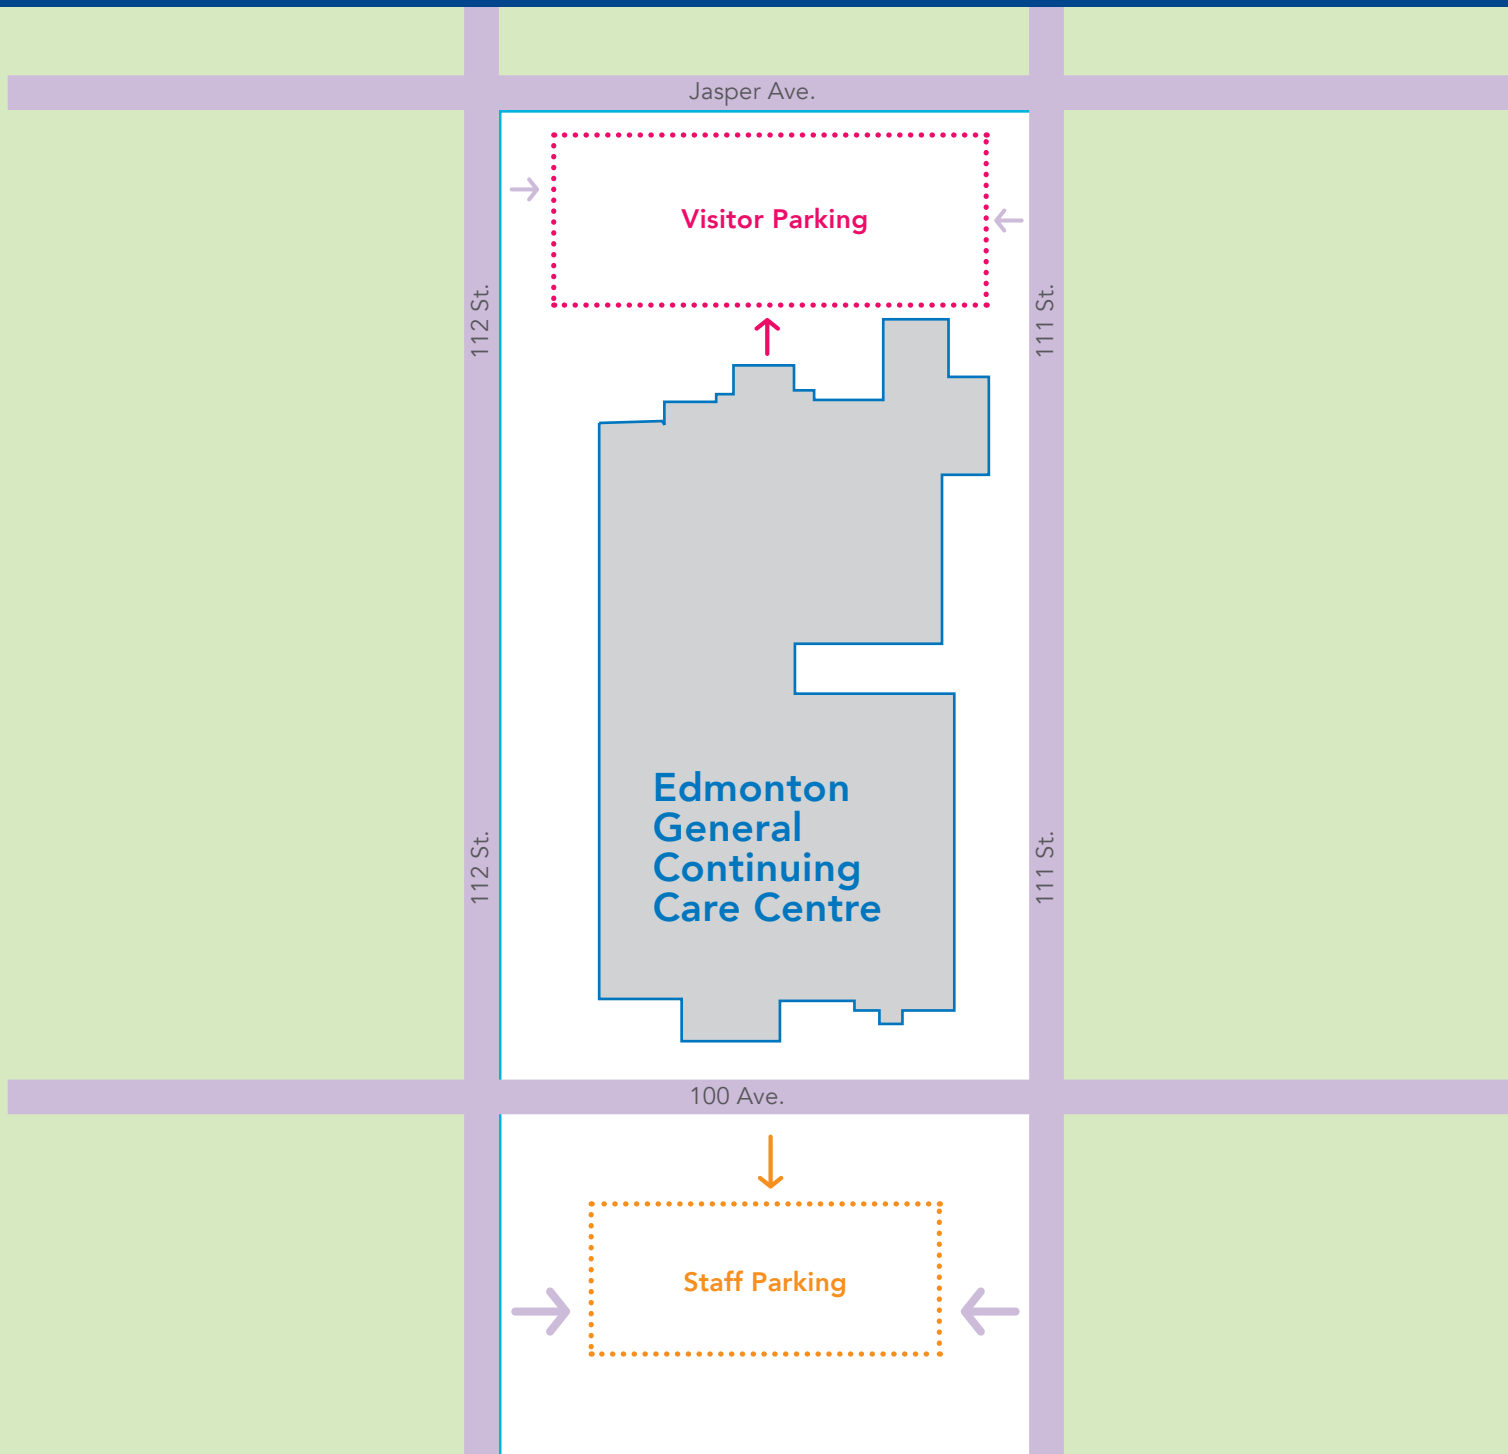 Jasper Ave.
Visitor Parking
112 St.
111 St.
Edmonton
General
Continuing
Care Centre
112 St.
111 St.
100 Ave.
Staff Parking